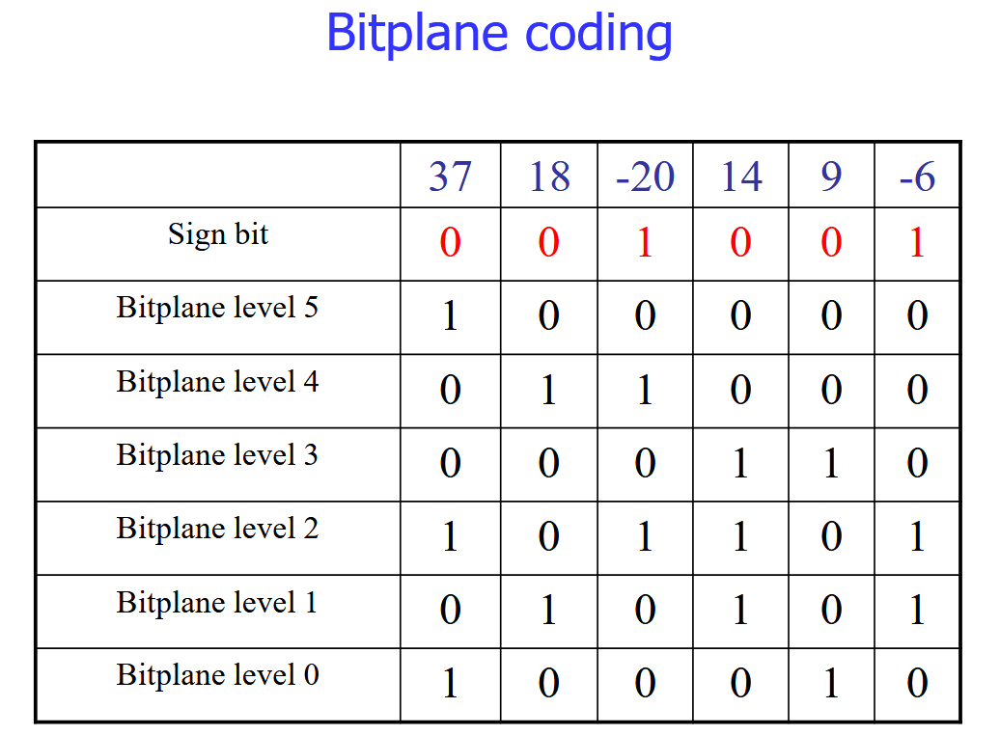 Bitplane coding
37 18 -20 14 9 -6
Sign bit 0 0 1 0 0 1
Bitplane level 5 1 0 0 0 0 0
Bitplane level 4 0 1 1 0 0 0
Bitplane level 3 0 0 0 1 1 0
Bitplane level 2 1 0 1 1 0 1
Bitplane level 1 0 1 0 1 0 1
Bitplane level 0 1 0 0 0 1 0